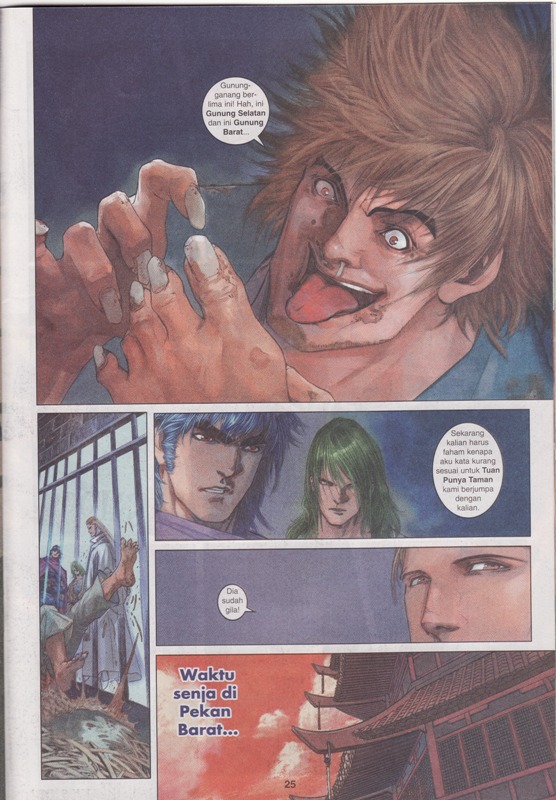 Gunung-
ganang ber-
lima ini! Hah, ini
Gunung Selatan
dan ini Gunung
Barat...
Sekarang
kalian harus
faham kenapa
aku kata kurang
sesuai untuk Tuan
Punya Taman
kami berjumpa
dengan
kalian.
Dia
sudah
gila!
Waktu
senja di
Pekan
Barat...
25